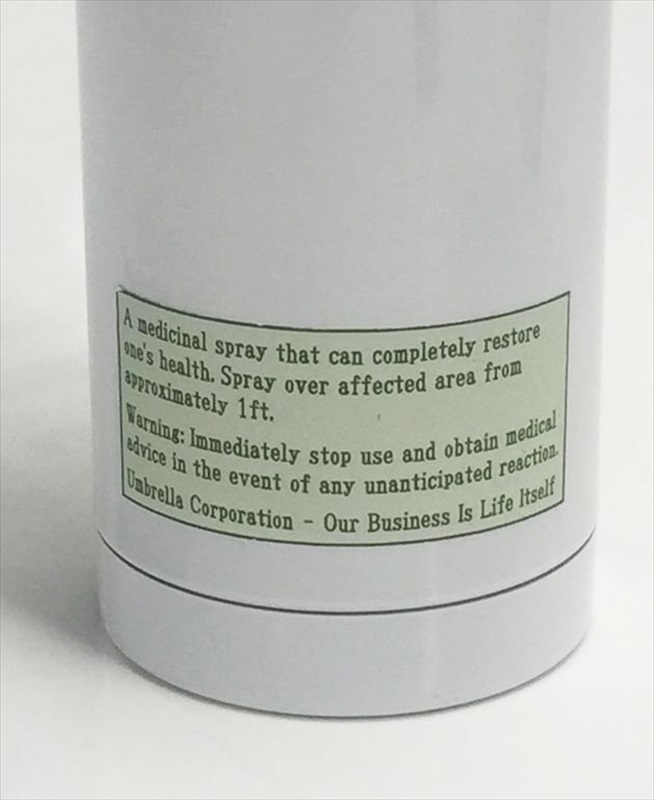 A medicinal spray that can completely restore
one's health. Spray over affected area from
approximately 1ft.
Warning: Immediately stop use and obtain medical
advice in the event of any unanticipated reaction.
Umbrella Corporation - Our Business Is Life Itself